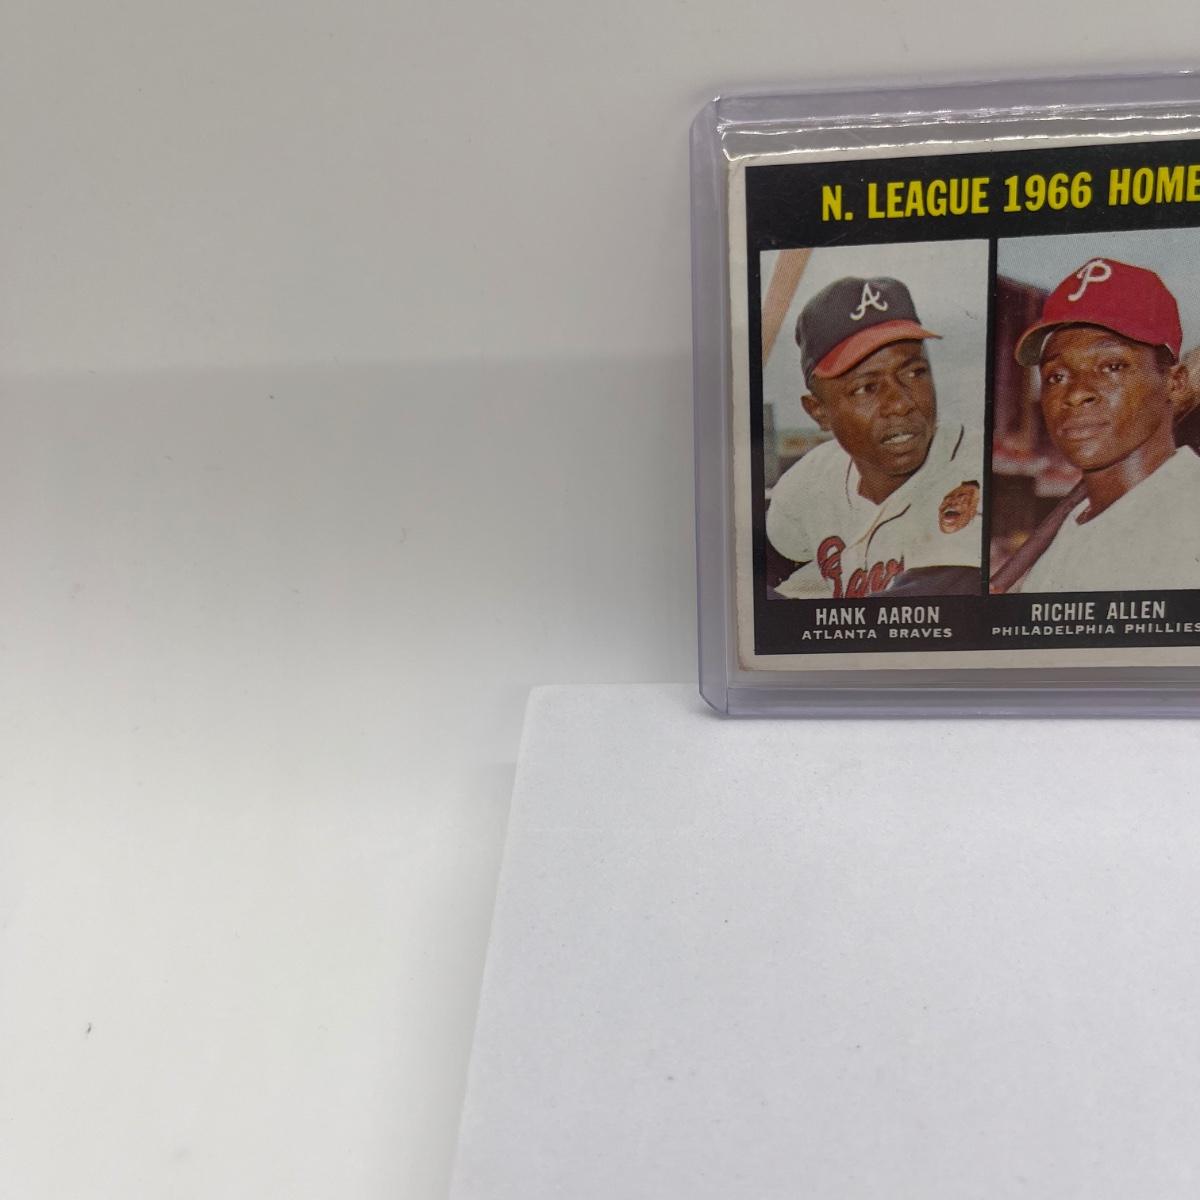 N. LEAGUE 1966 HOME
A
P
HANK AARON
ATLANTA BRAVES
RICHIE ALLEN
PHILADELPHIA PHILLIES